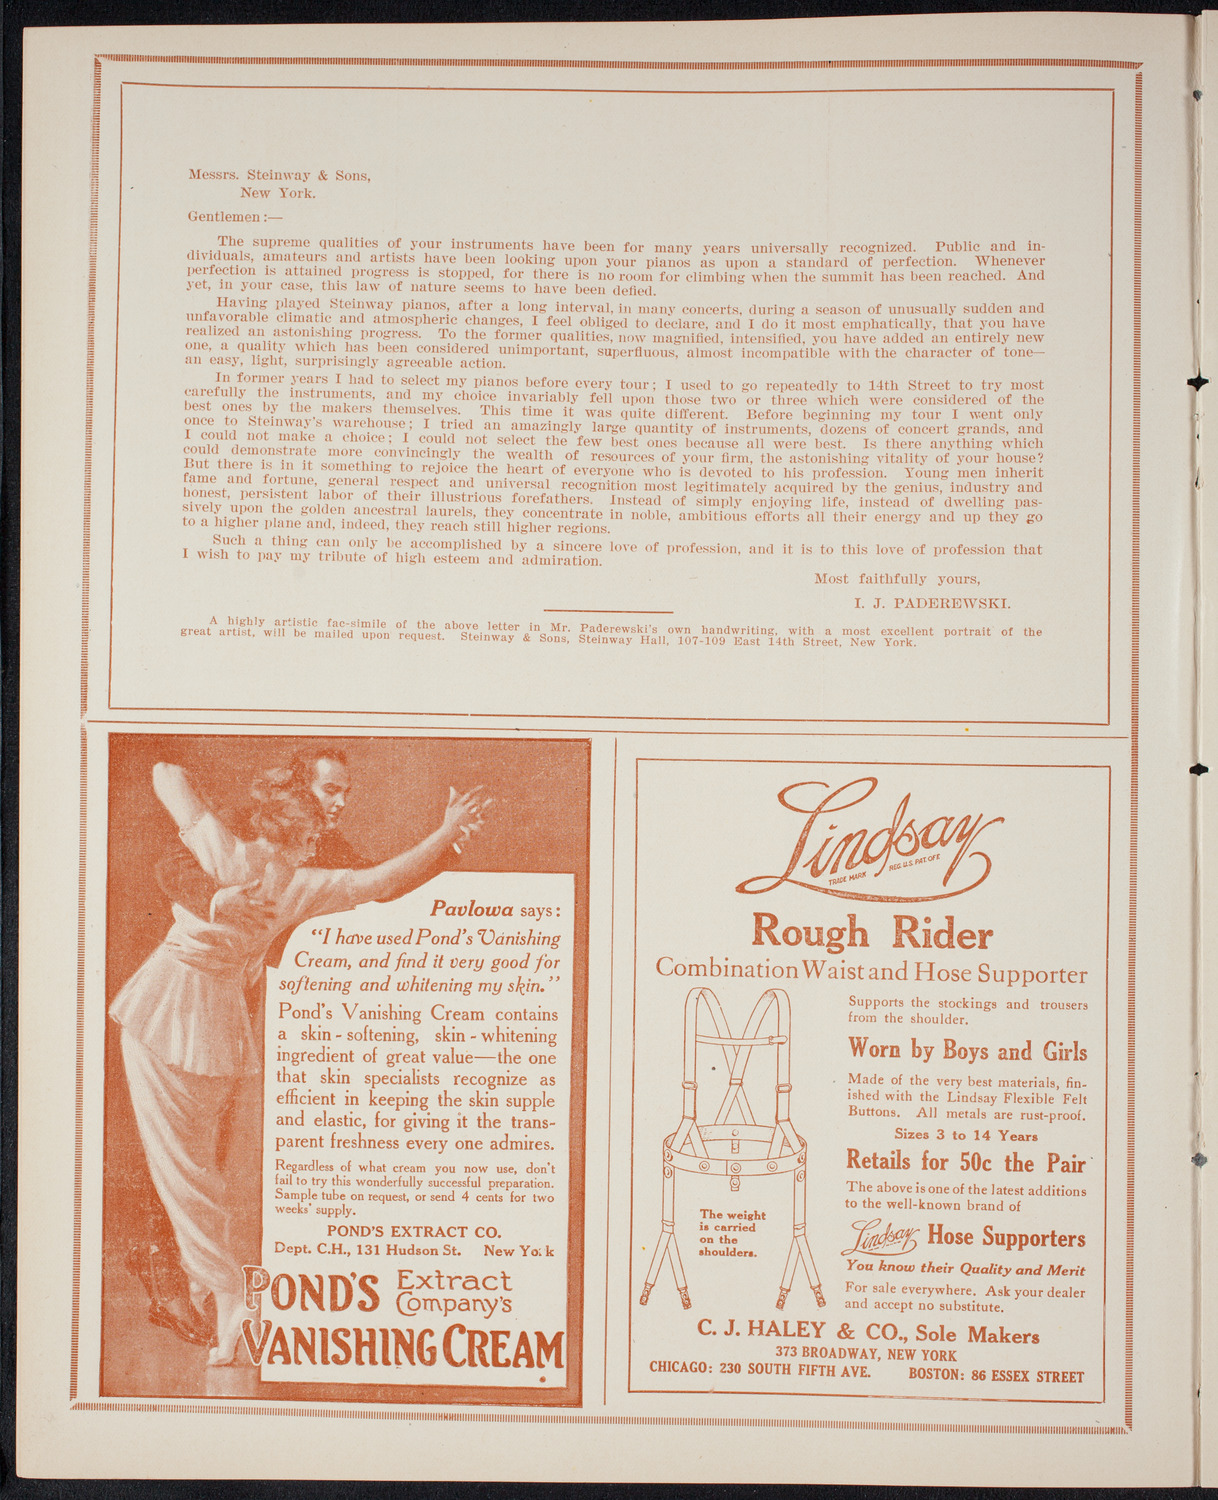 Messrs. Steinway & Sons,
New York.
Gentlemen:—
The supreme qualities of your instruments have been for many years universally recognized. Public and in-
dividuals, amateurs and artists have been looking upon your pianos as upon a standard of perfection. Whenever
perfection is attained progress is stopped, for there is no room for climbing when the summit has been reached. And
yet, in your case, this law of nature seems to have been defied.
Having played Steinway pianos, after a long interval, in many concerts, during a season of unusually sudden and
unfavorable climatic and atmospheric changes, I feel obliged to declare, and I do it most emphatically, that you have
realized an astonishing progress. To the former qualities, now magnified, intensified, you have added an entirely new
one, a quality which has been considered unimportant, superfluous, almost incompatible with the character of tone—
an easy, light, surprisingly agreeable action.
In former years I had to select my pianos before every tour; I used to go repeatedly to 14th Street to try most
carefully the instruments, and my choice invariably fell upon those two or three which were considered of the
best ones by the makers themselves. This time it was quite different. Before beginning my tour I went only
once to Steinway's warehouse; I tried an amazingly large quantity of instruments, dozens of concert grands, and
I could not make a choice; I could not select the few best ones because all were best. Is there anything which
could demonstrate more convincingly the wealth of resources of your firm, the astonishing vitality of your house?
But there is in it something to rejoice the heart of everyone who is devoted to his profession. Young men inherit
fame and fortune, general respect and universal recognition most legitimately acquired by the genius, industry and
honest, persistent labor of their illustrious forefathers. Instead of simply enjoying life, instead of dwelling pas-
sively upon the golden ancestral laurels, they concentrate in noble, ambitious efforts all their energy and up they go
to a higher plane and, indeed, they reach still higher regions.
Such a thing can only be accomplished by a sincere love of profession, and it is to this love of profession that
I wish to pay my tribute of high esteem and admiration.
Most faithfully yours,
I. J. PADEREWSKI.
A highly artistic fac-simile of the above letter in Mr. Paderewski's own handwriting, with a most excellent portrait of the
great artist, will be mailed upon request. Steinway & Sons, Steinway Hall, 107-109 East 14th Street, New York.
Pavlowa says:
"I have used Pond's Vanishing
Cream, and find it very good for
softening and whitening my skin."
Pond's Vanishing Cream contains
a skin-softening, skin-whitening
ingredient of great value—the one
that skin specialists recognize as
efficient in keeping the skin supple
and elastic, for giving it the trans-
parent freshness every one admires.
Regardless of what cream you now use, don't
fail to try this wonderfully successful preparation.
Sample tube on request, or send 4 cents for two
weeks' supply.
POND'S EXTRACT CO.
Dept. C.H., 131 Hudson St. New York
POND'S Extract
Company's
VANISHING CREAM
Lindsay
TRADE MARK REG. U.S. PAT. OFF.
Rough Rider
Combination Waist and Hose Supporter
Supports the stockings and trousers
from the shoulder.
Worn by Boys and Girls
Made of the very best materials, fin-
ished with the Lindsay Flexible Felt
Buttons. All metals are rust-proof.
Sizes 3 to 14 Years
Retails for 50c the Pair
The above is one of the latest additions
to the well-known brand of
Lindsay Hose Supporters
You know their Quality and Merit
For sale everywhere. Ask your dealer
and accept no substitute.
The weight
is carried
on the
shoulders.
C. J. HALEY & CO., Sole Makers
373 BROADWAY, NEW YORK
CHICAGO: 230 SOUTH FIFTH AVE. BOSTON: 86 ESSEX STREET